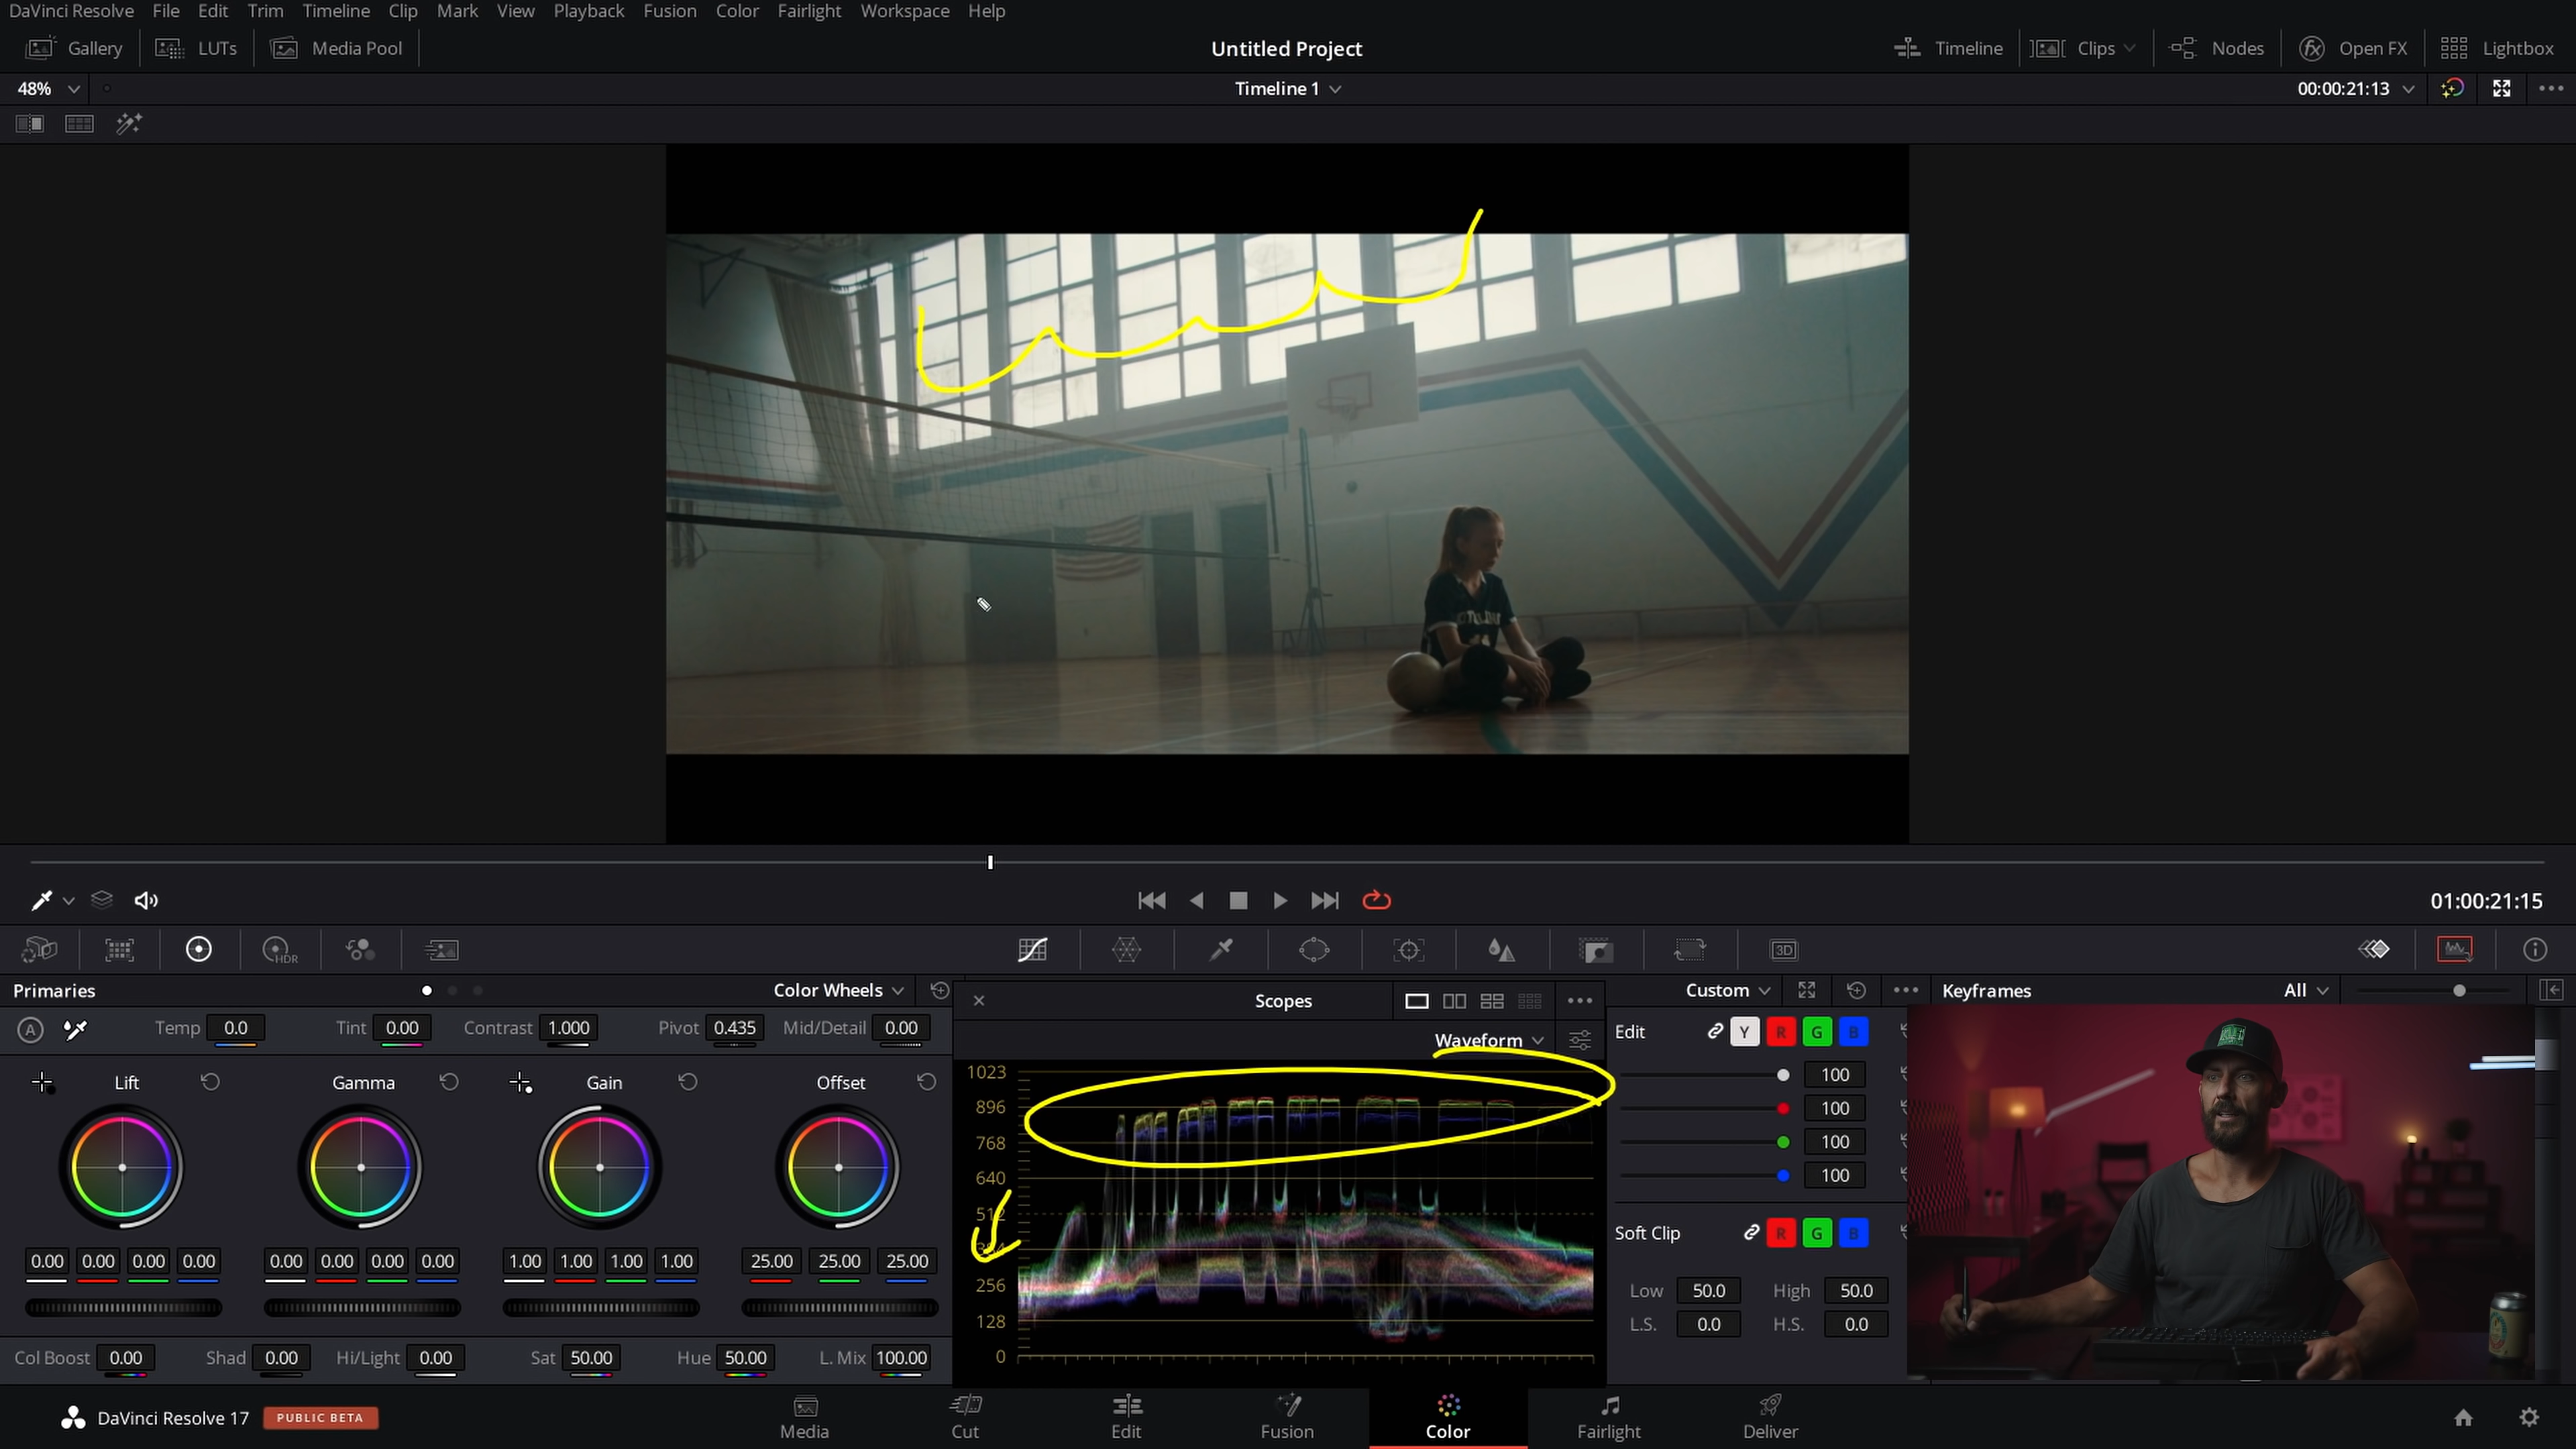 DaVinci Resolve File Edit Trim Timeline Clip Mark View Playback Fusion Color Fairlight Workspace Help
Gallery LUTs Media Pool Untitled Project Timeline Clips Nodes Open FX Lightbox
48% Timeline 1 00:00:21:13
01:00:21:15
HDR 3D
Primaries Color Wheels Scopes Custom Keyframes All
A Temp 0.0 Tint 0.00 Contrast 1.000 Pivot 0.435 Mid/Detail 0.00 Waveform Edit Y R G B
Lift Gamma Gain Offset
1023
896
768
640
512
256
128
0
100
100
100
100
Soft Clip R G B
Low 50.0 High 50.0
L.S. 0.0 H.S. 0.0
0.00 0.00 0.00 0.00 0.00 0.00 0.00 0.00 1.00 1.00 1.00 1.00 25.00 25.00 25.00
Col Boost 0.00 Shad 0.00 Hi/Light 0.00 Sat 50.00 Hue 50.00 L. Mix 100.00
DaVinci Resolve 17 PUBLIC BETA Media Cut Edit Fusion Color Fairlight Deliver